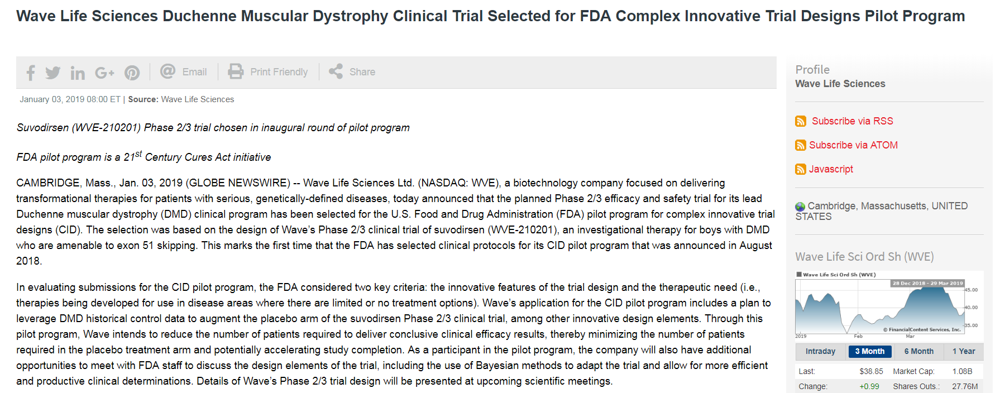 Wave Life Sciences Duchenne Muscular Dystrophy Clinical Trial Selected for FDA Complex Innovative Trial Designs Pilot Program
Email
Print Friendly
Share
January 03, 2019 08:00 ET | Source: Wave Life Sciences
Suvodirsen (WVE-210201) Phase 2/3 trial chosen in inaugural round of pilot program
FDA pilot program is a 21st Century Cures Act initiative
CAMBRIDGE, Mass., Jan. 03, 2019 (GLOBE NEWSWIRE) -- Wave Life Sciences Ltd. (NASDAQ: WVE), a biotechnology company focused on delivering
transformational therapies for patients with serious, genetically-defined diseases, today announced that the planned Phase 2/3 efficacy and safety trial for its lead
Duchenne muscular dystrophy (DMD) clinical program has been selected for the U.S. Food and Drug Administration (FDA) pilot program for complex innovative trial
designs (CID). The selection was based on the design of Wave’s Phase 2/3 clinical trial of suvodirsen (WVE-210201), an investigational therapy for boys with DMD
who are amenable to exon 51 skipping. This marks the first time that the FDA has selected clinical protocols for its CID pilot program that was announced in August
2018.
In evaluating submissions for the CID pilot program, the FDA considered two key criteria: the innovative features of the trial design and the therapeutic need (i.e.,
therapies being developed for use in disease areas where there are limited or no treatment options). Wave’s application for the CID pilot program includes a plan to
leverage DMD historical control data to augment the placebo arm of the suvodirsen Phase 2/3 clinical trial, among other innovative design elements. Through this
pilot program, Wave intends to reduce the number of patients required to deliver conclusive clinical efficacy results, thereby minimizing the number of patients
required in the placebo treatment arm and potentially accelerating study completion. As a participant in the pilot program, the company will also have additional
opportunities to meet with FDA staff to discuss the design elements of the trial, including the use of Bayesian methods to adapt the trial and allow for more efficient
and productive clinical determinations. Details of Wave’s Phase 2/3 trial design will be presented at upcoming scientific meetings.
Profile
Wave Life Sciences
Subscribe via RSS
Subscribe via ATOM
Javascript
Cambridge, Massachusetts, UNITED
STATES
Wave Life Sci Ord Sh (WVE)
Wave Life Sci Ord Sh (WVE)
28 Dec 2018 - 29 Mar 2019
45.00
40.00
35.00
© FinancialContent Services, Inc.
2019 Feb Mar
Intraday 3 Month 6 Month 1 Year
Last: $38.85 Market Cap: 1.08B
Change: +0.99 Shares Outs.: 27.76M